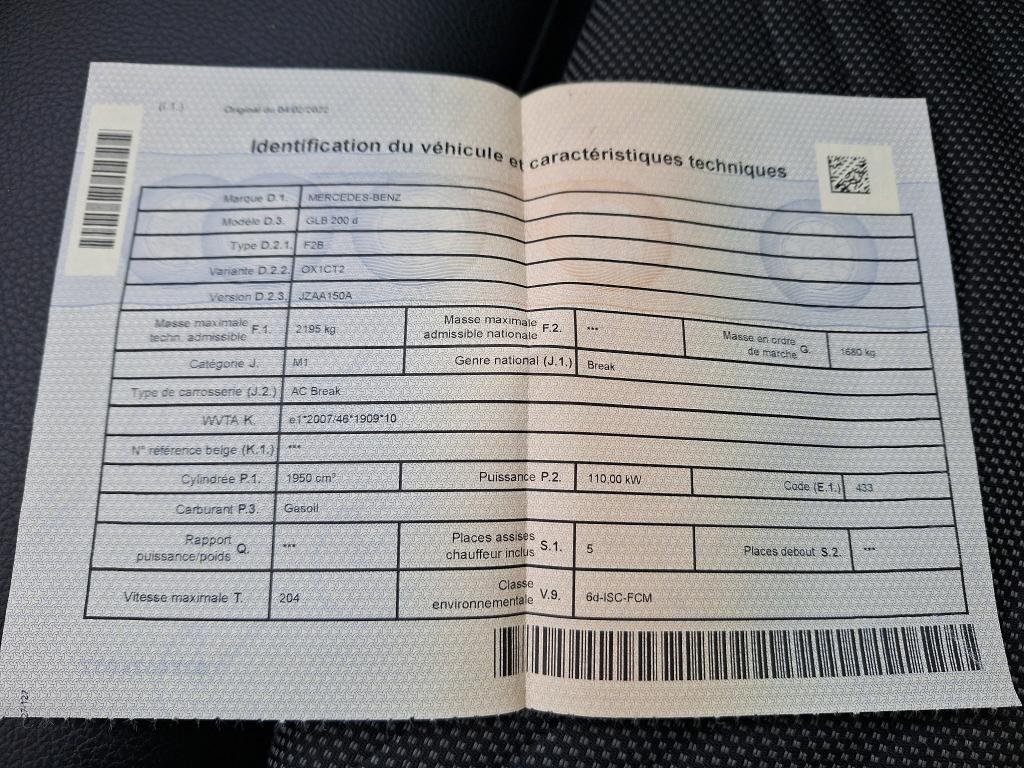 (I.1.) Original du 04/02/2022
Identification du véhicule et caractéristiques techniques
Marque D.1. MERCEDES-BENZ
Modèle D.3. GLB 200 d
Type D.2.1. F2B
Variante D.2.2. OX1CT2
Version D.2.3. JZAA150A
Masse maximale techn. admissible F.1. 2195 kg Masse maximale admissible nationale F.2. *** Masse en ordre de marche G. 1680 kg
Catégorie J. M1 Genre national (J.1.) Break
Type de carrosserie (J.2.) AC Break
WVTA K. e1*2007/46*1909*10
N° référence belge (K.1.) ***
Cylindrée P.1. 1950 cm³ Puissance P.2. 110,00 kW Code (E.1.) 433
Carburant P.3. Gasoil
Rapport puissance/poids Q. *** Places assises chauffeur inclus S.1. 5 Places debout S.2. ***
Vitesse maximale T. 204 Classe environnementale V.9. 6d-ISC-FCM